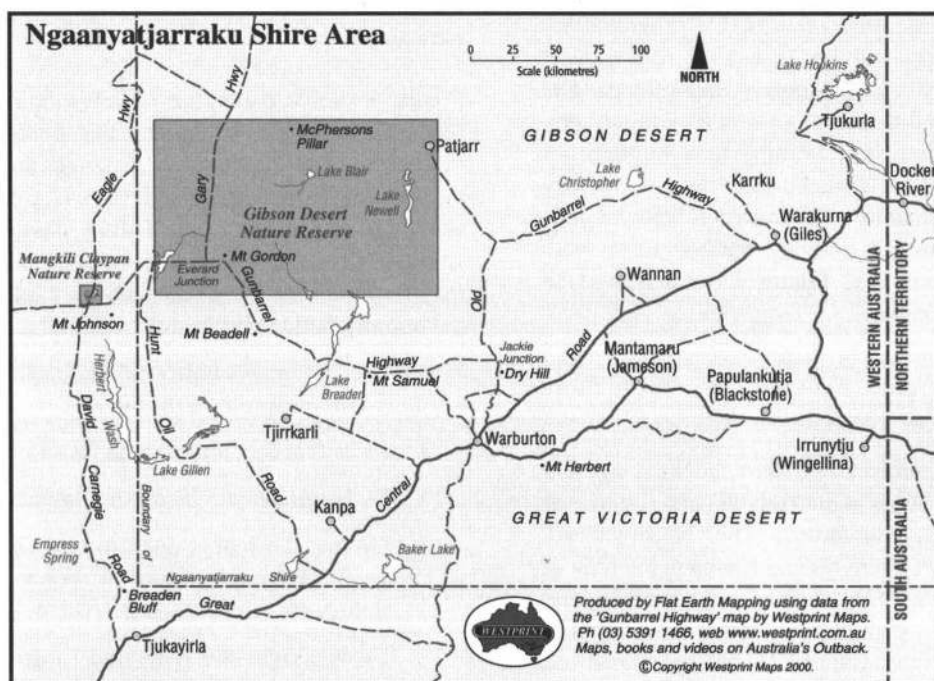 Ngaanyatjarraku Shire Area
0 25 50 75 100
Scale (kilometres)
NORTH
Lake Hopkins
Tjukurla
Hwy
Hwy
McPhersons
Pillar
Patjarr
GIBSON DESERT
Docker
River
Eagle
Gary
Lake Blair
Lake
Newell
Lake
Christopher
Gunbarrel
Highway
Karrku
Warakurna
(Giles)
Gibson Desert
Nature Reserve
Mangkili Claypan
Nature Reserve
Mt Gordon
Everard
Junction
Gunbarrel
Old
Wannan
Mt Johnson
Hunt
Mt Beadell
Road
Mantamaru
(Jameson)
WESTERN AUSTRALIA
NORTHERN TERRITORY
Herbert
Wash
Highway
Jackie
Junction
Dry Hill
Mt Samuel
Lake
Breaden
Papulankutja
(Blackstone)
David
Oil
Tjirrkarli
Warburton
Irrunytju
(Wingellina)
Lake Gillen
Mt Herbert
Carnegie
Boundary of
Road
Central
Kanpa
GREAT VICTORIA DESERT
Empress
Spring
Baker Lake
Road
Ngaanyatjarraku Shire
Breaden
Bluff
Great
Tjukayirla
SOUTH AUSTRALIA
WESTPRINT
Produced by Flat Earth Mapping using data from
the 'Gunbarrel Highway' map by Westprint Maps.
Ph (03) 5391 1466, web www.westprint.com.au
Maps, books and videos on Australia's Outback.
© Copyright Westprint Maps 2000.